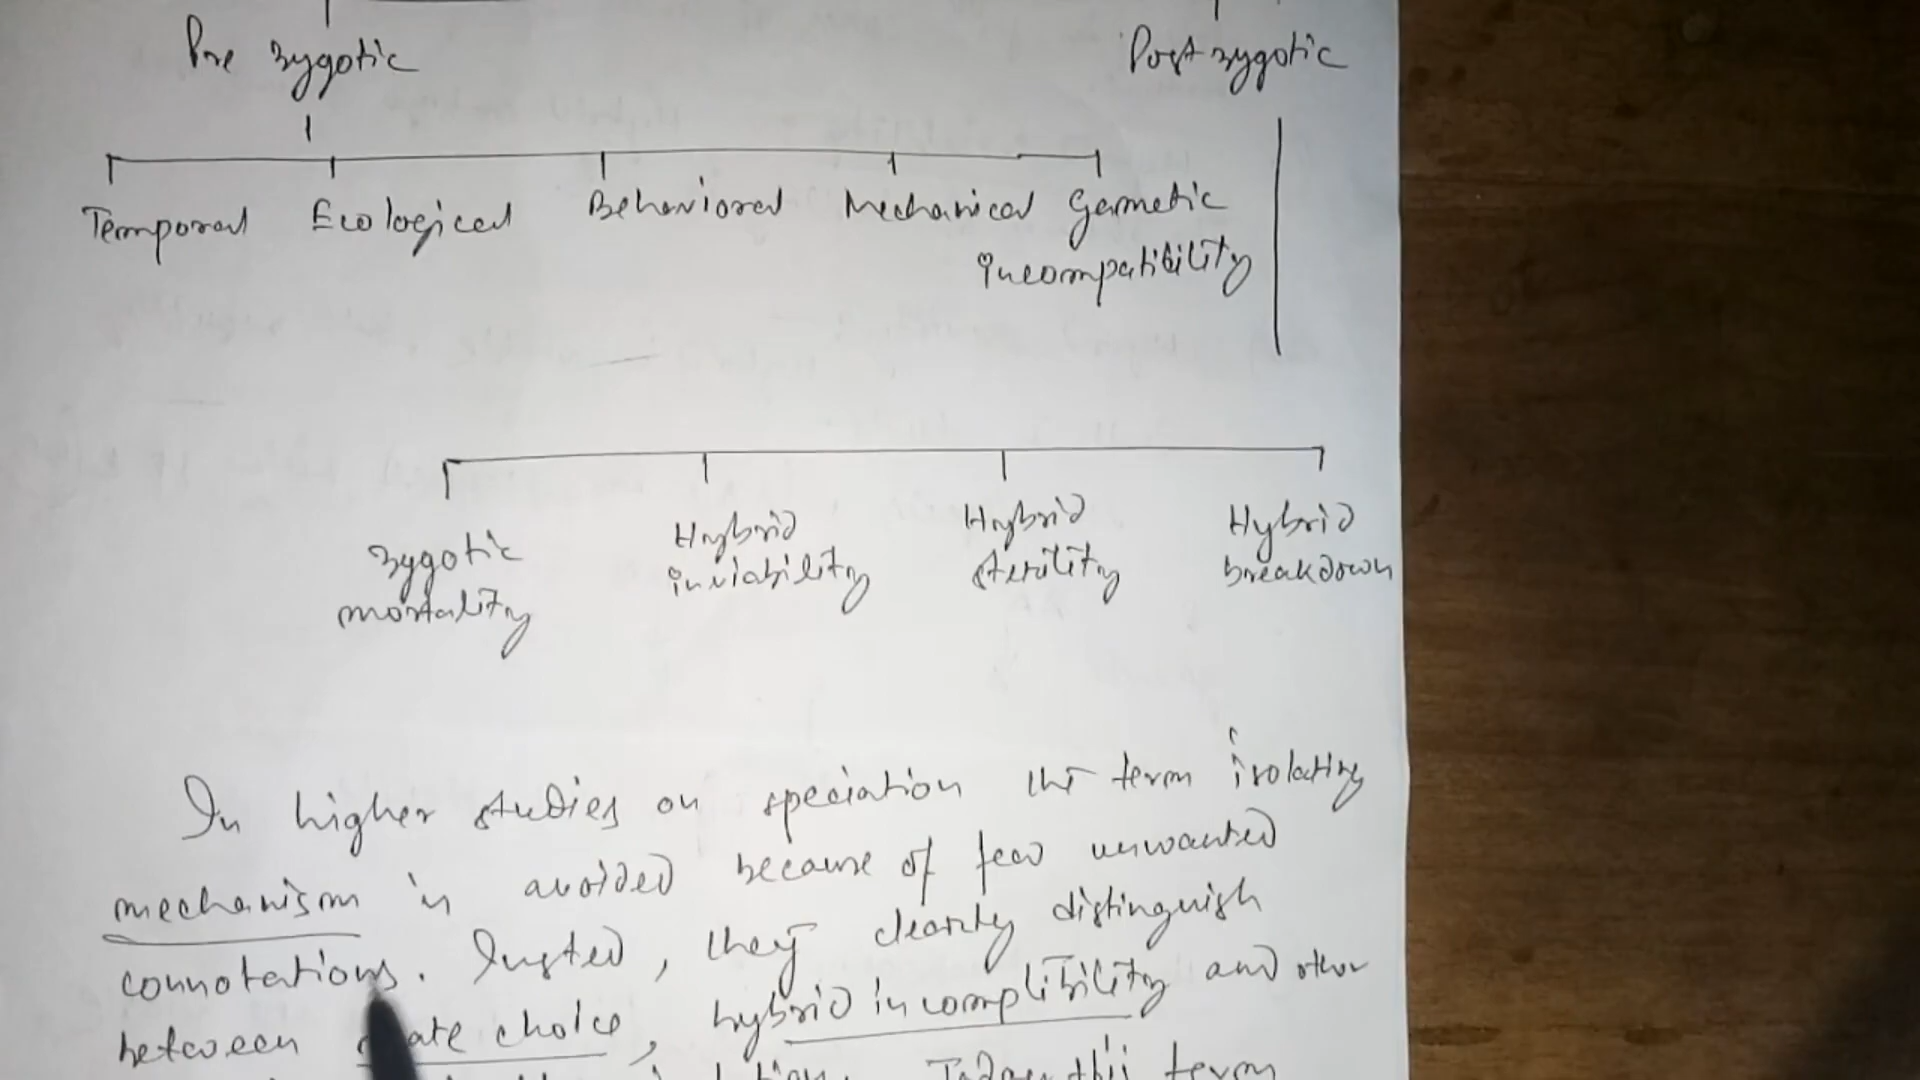 Pre zygotic Post zygotic
Temporal Ecological Behavioral Mechanical Gametic
incompatibility
zygotic
mortality
Hybrid
inviability
Hybrid
sterility
Hybrid
breakdown
In higher studies on speciation the term isolating
mechanism is avoided because of few unwanted
connotations. Insted, they clearly distinguish
between mate choice, hybrid incomplibility and other
this term